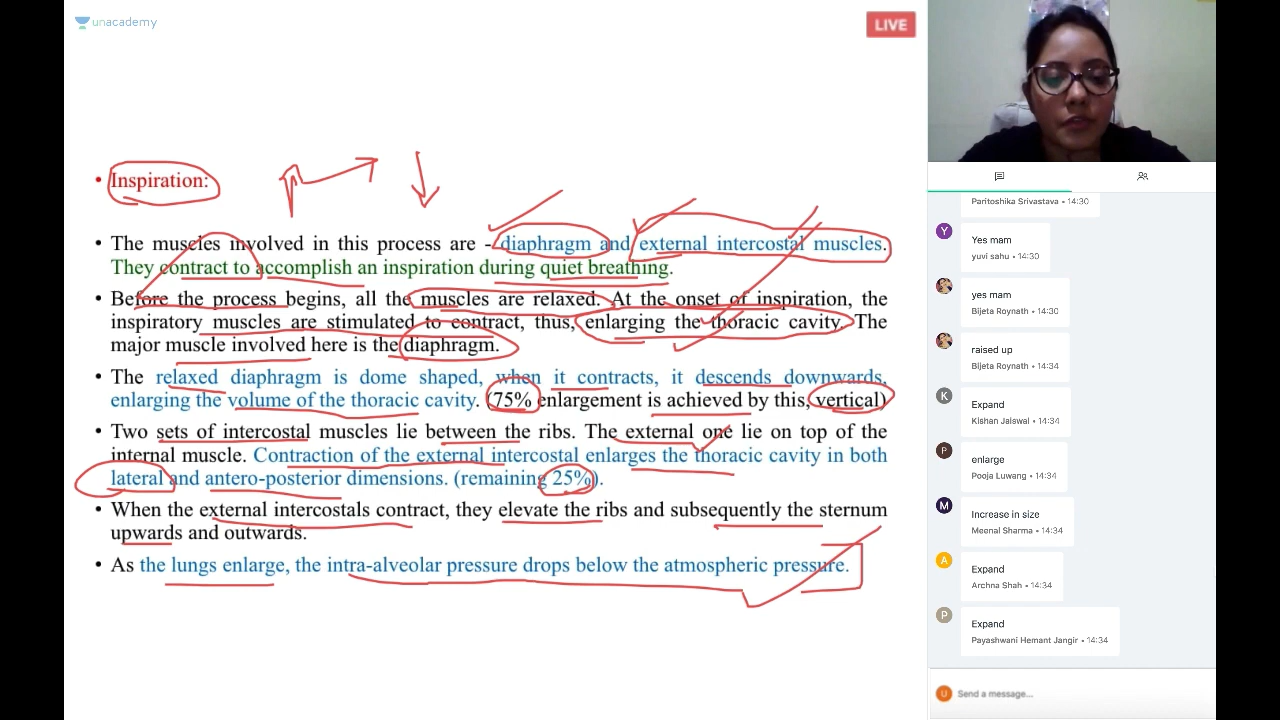 unacademy
LIVE
• Inspiration:
• The muscles involved in this process are - diaphragm and external intercostal muscles.
They contract to accomplish an inspiration during quiet breathing.
• Before the process begins, all the muscles are relaxed. At the onset of inspiration, the
inspiratory muscles are stimulated to contract, thus, enlarging the thoracic cavity. The
major muscle involved here is the diaphragm.
• The relaxed diaphragm is dome shaped, when it contracts, it descends downwards,
enlarging the volume of the thoracic cavity. (75% enlargement is achieved by this, vertical)
• Two sets of intercostal muscles lie between the ribs. The external one lie on top of the
internal muscle. Contraction of the external intercostal enlarges the thoracic cavity in both
lateral and antero-posterior dimensions. (remaining 25%).
• When the external intercostals contract, they elevate the ribs and subsequently the sternum
upwards and outwards.
• As the lungs enlarge, the intra-alveolar pressure drops below the atmospheric pressure.
Paritoshika Srivastava • 14:30
Y
Yes mam
yuvi sahu • 14:30
yes mam
Bijeta Roynath • 14:30
raised up
Bijeta Roynath • 14:34
K
Expand
Kishan Jaiswal • 14:34
P
enlarge
Pooja Luwang • 14:34
M
Increase in size
Meenal Sharma • 14:34
A
Expand
Archna Shah • 14:34
P
Expand
Payashwani Hemant Jangir • 14:34
U
Send a message...